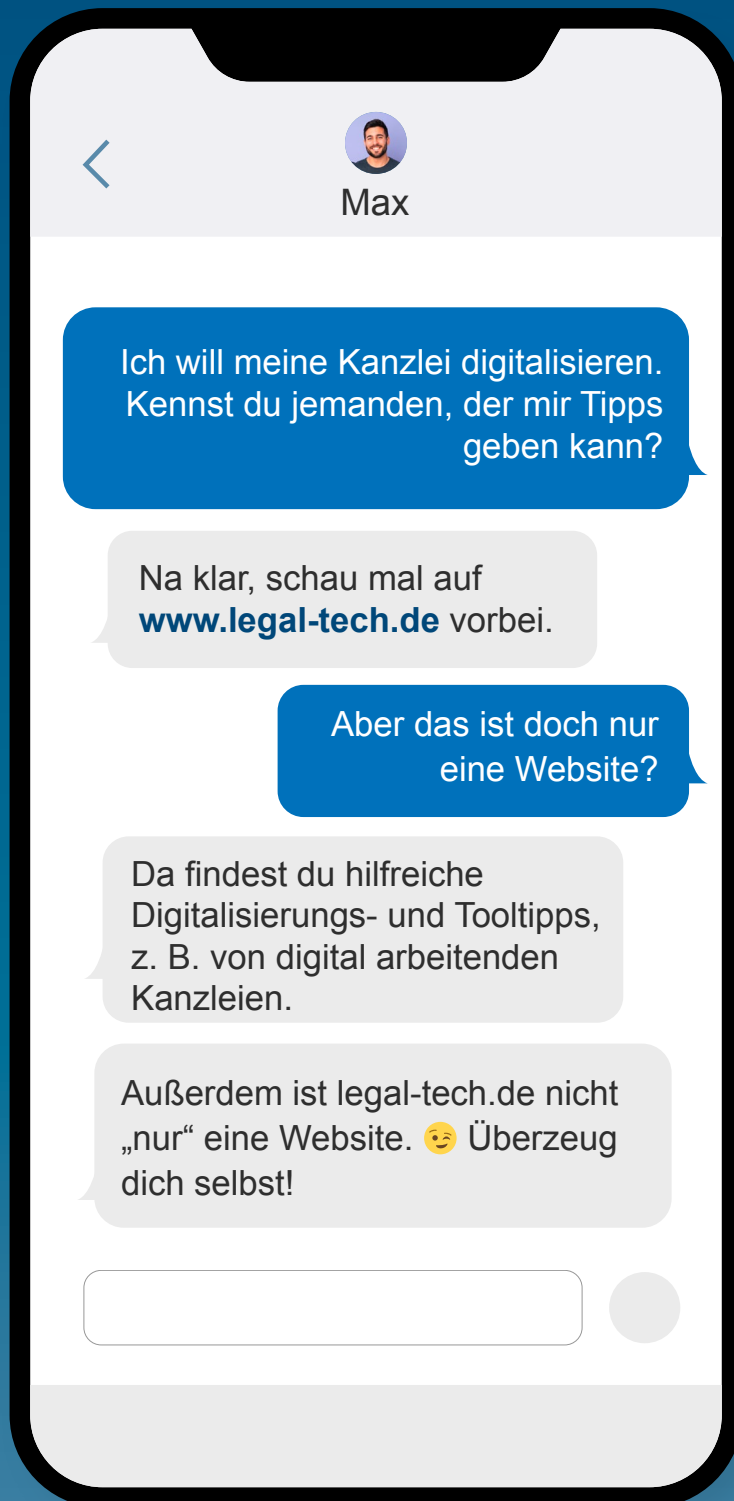 Max
Ich will meine Kanzlei digitalisieren.
Kennst du jemanden, der mir Tipps
geben kann?
Na klar, schau mal auf
www.legal-tech.de vorbei.
Aber das ist doch nur
eine Website?
Da findest du hilfreiche
Digitalisierungs- und Tooltipps,
z. B. von digital arbeitenden
Kanzleien.
Außerdem ist legal-tech.de nicht
„nur“ eine Website. 😉 Überzeug
dich selbst!